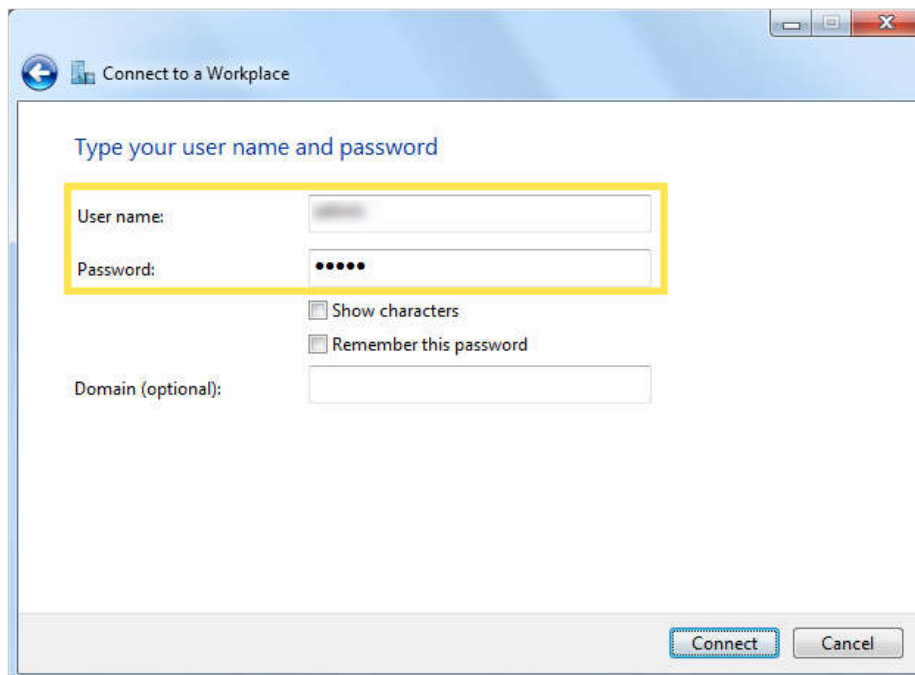 Connect to a Workplace
Type your user name and password
User name:
Password: •••••
Show characters
Remember this password
Domain (optional):
Connect Cancel